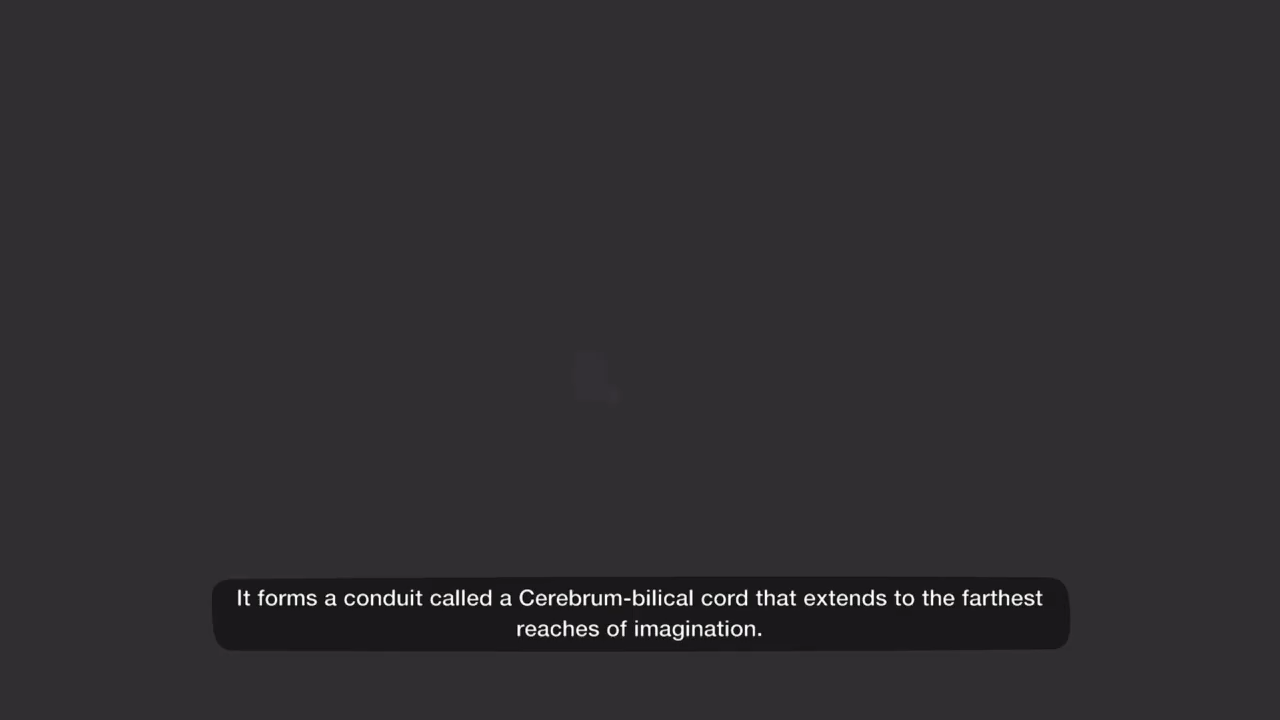 It forms a conduit called a Cerebrum-bilical cord that extends to the farthest
reaches of imagination.